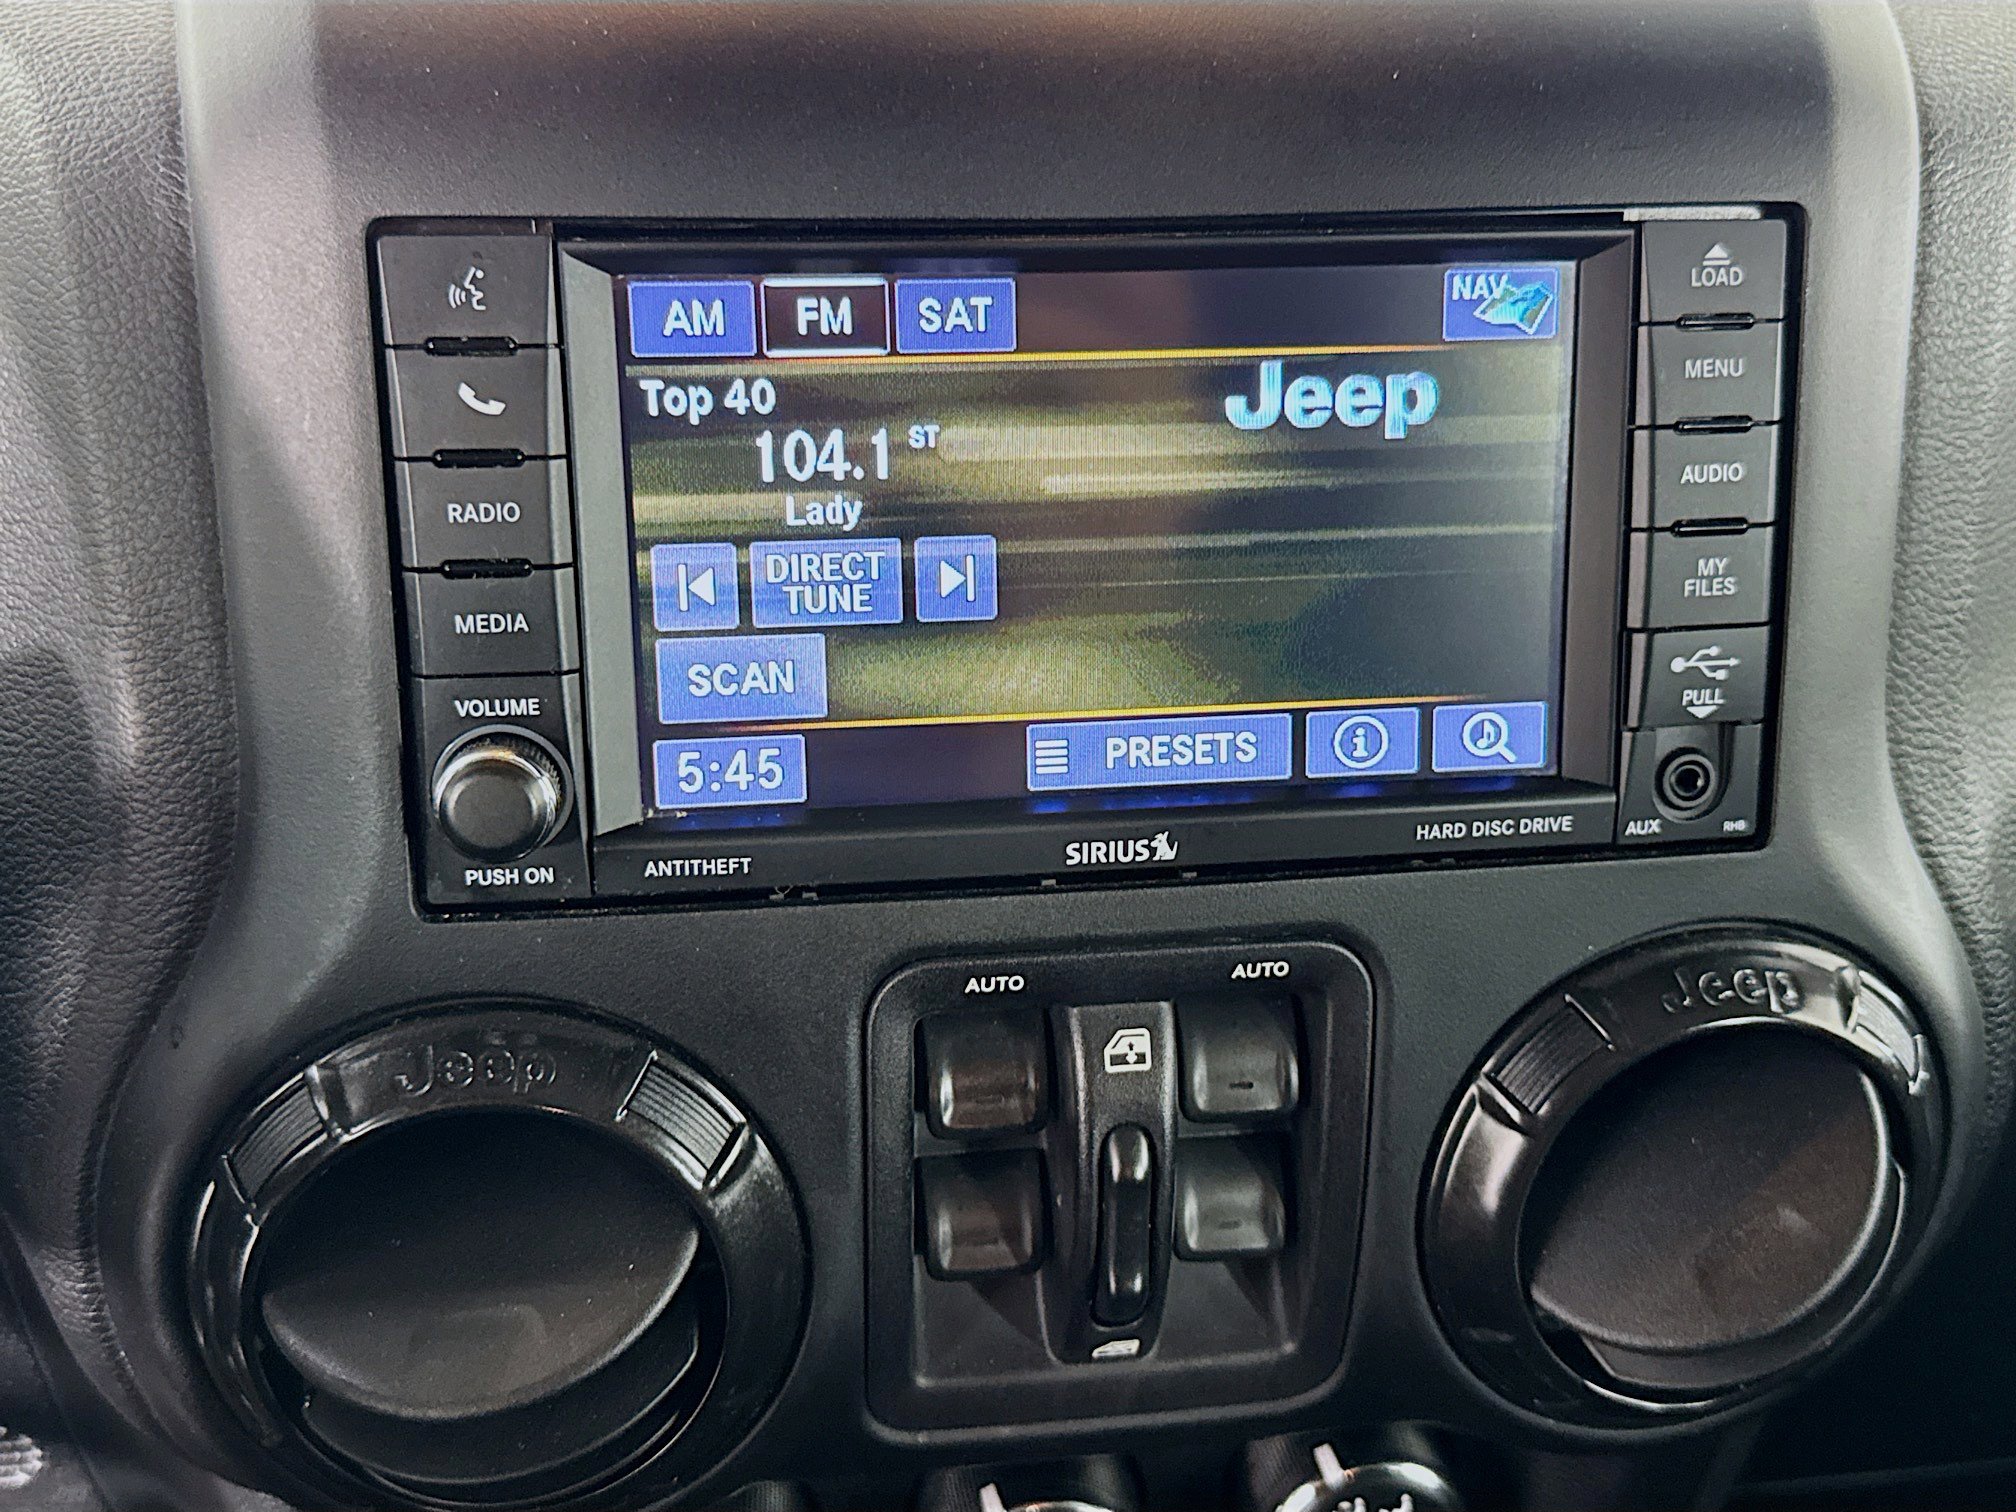 AM FM SAT NAV
LOAD
Top 40
Jeep
MENU
104.1 ST
Lady
AUDIO
RADIO
DIRECT
TUNE
MY
FILES
MEDIA
SCAN
PULL
VOLUME
5:45
PRESETS
i
HARD DISC DRIVE
AUX
RHB
SIRIUS
ANTITHEFT
PUSH ON
AUTO
AUTO
Jeep
Jeep